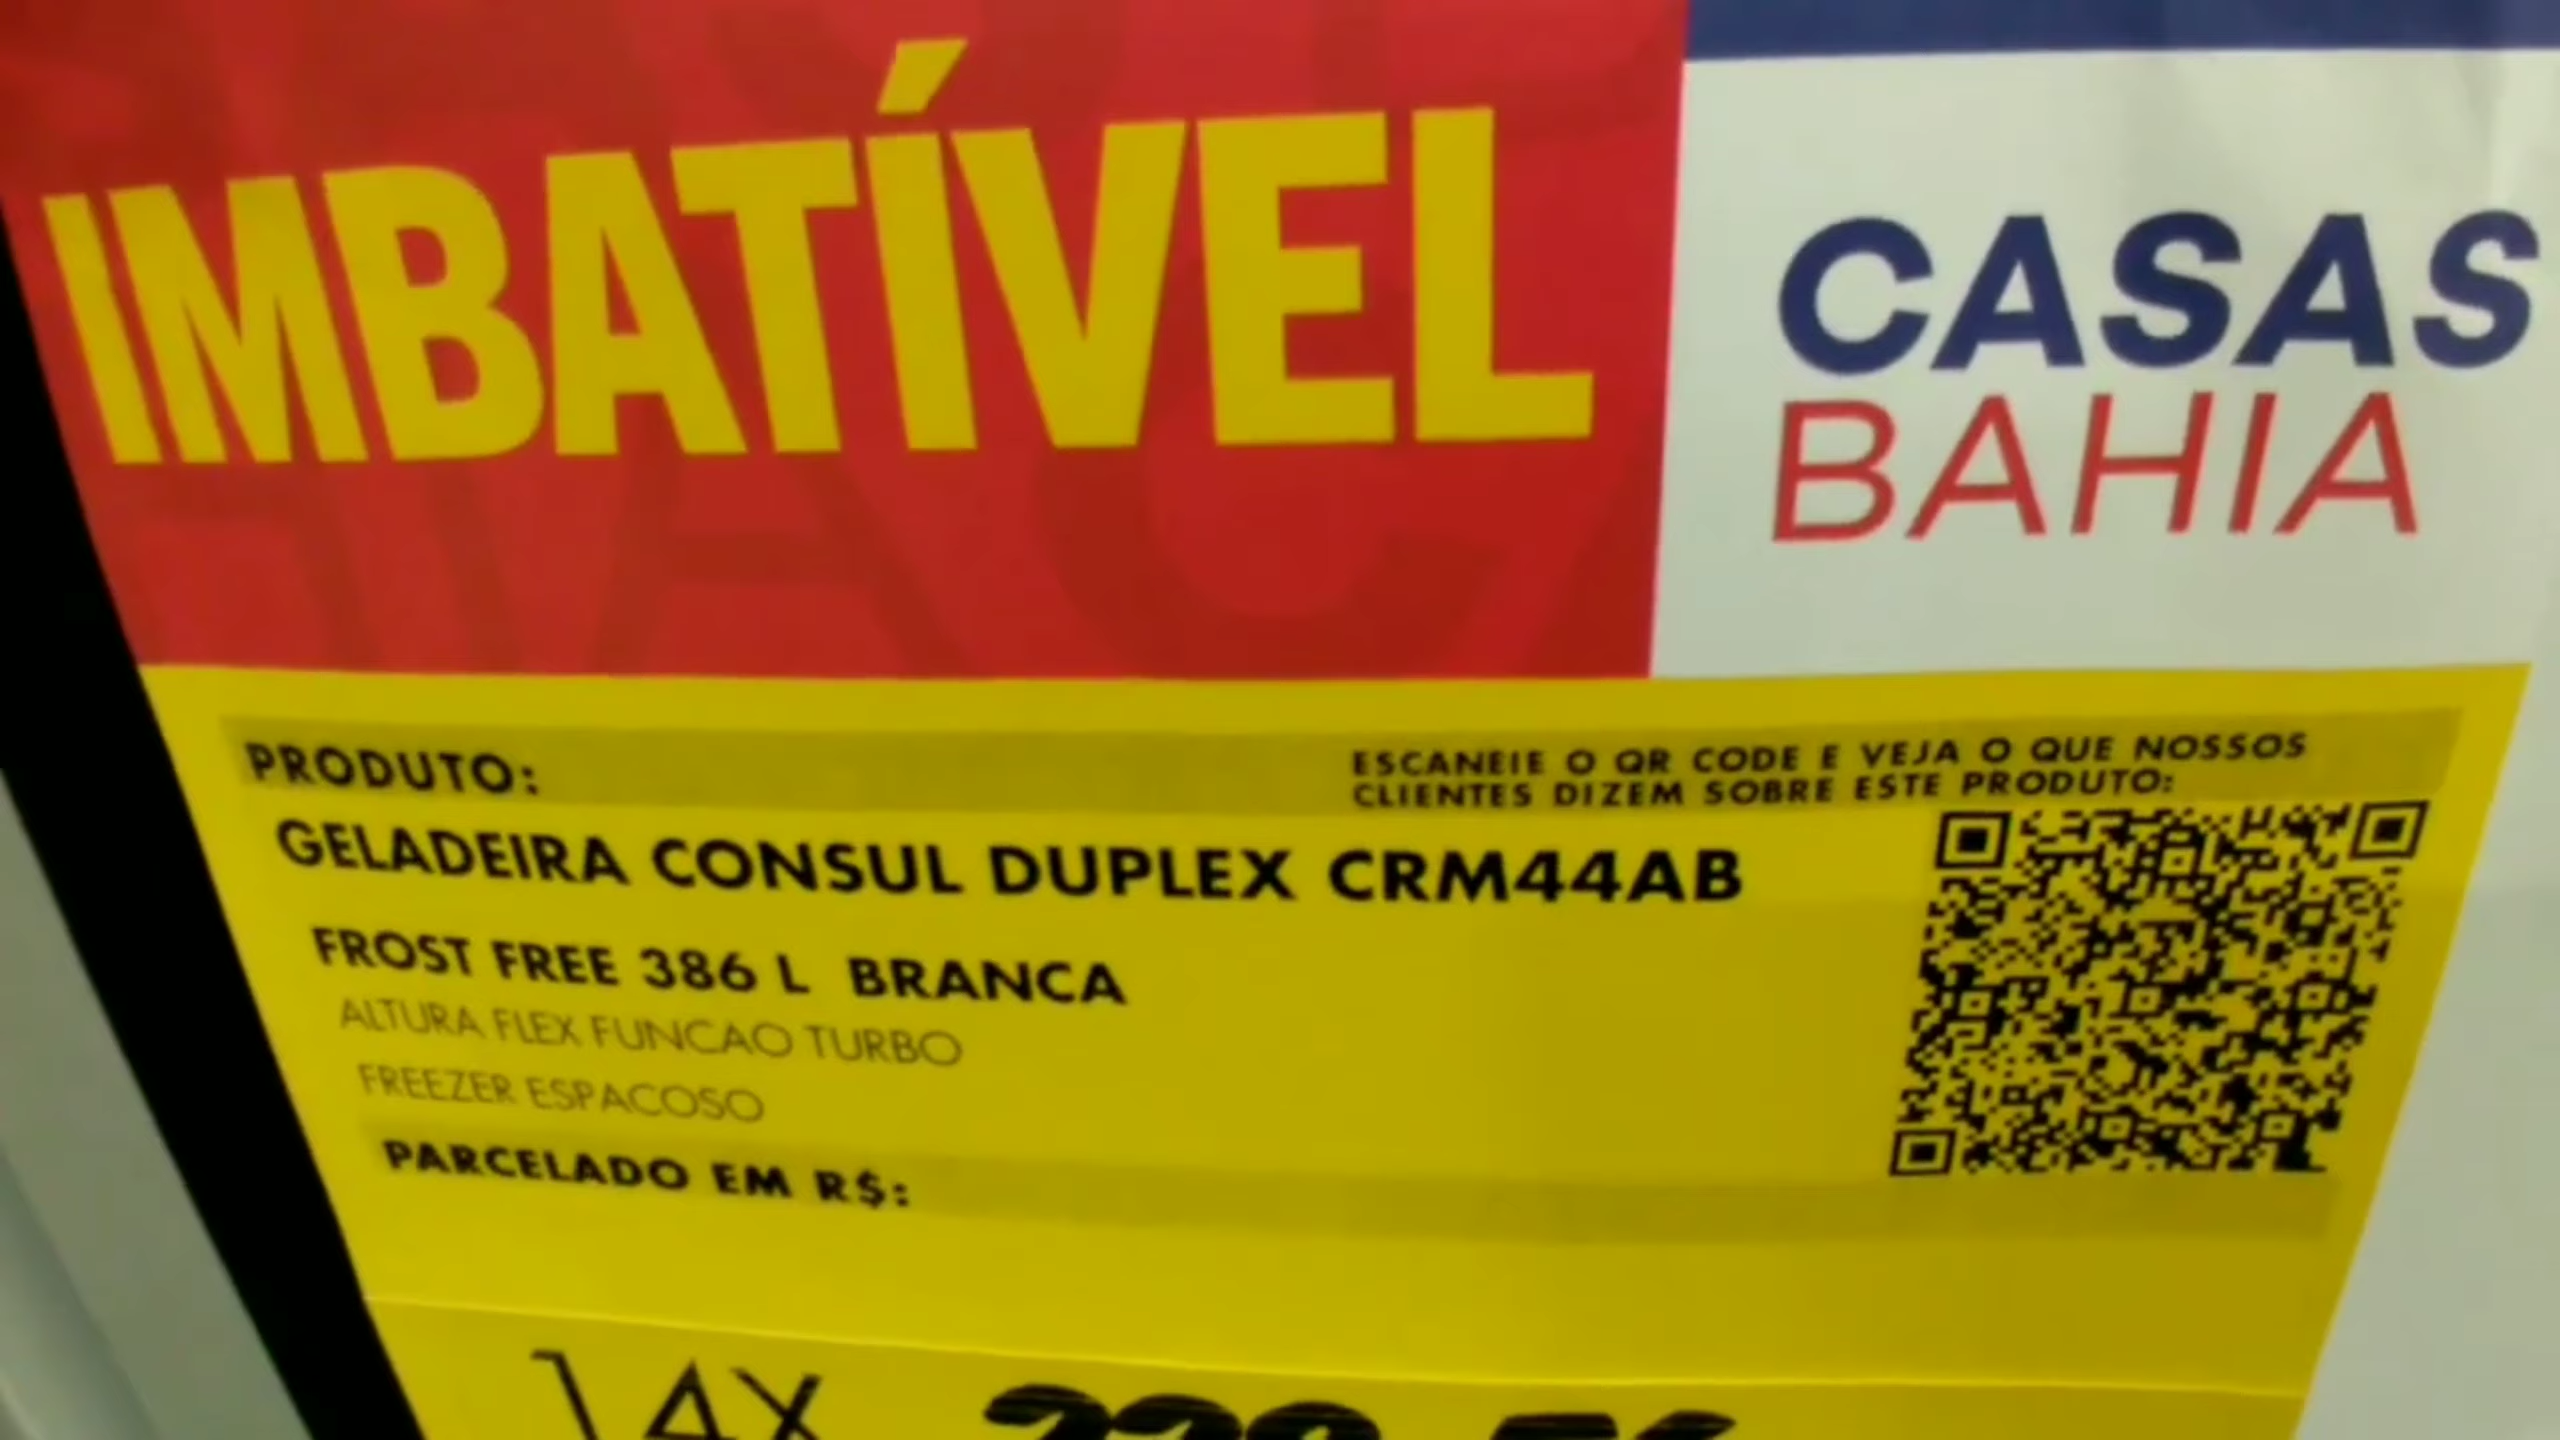 IMBATÍVEL
CASAS
BAHIA
PRODUTO:
ESCANEIE O QR CODE E VEJA O QUE NOSSOS
CLIENTES DIZEM SOBRE ESTE PRODUTO:
GELADEIRA CONSUL DUPLEX CRM44AB
FROST FREE 386 L BRANCA
ALTURA FLEX FUNCAO TURBO
FREEZER ESPACOSO
PARCELADO EM R$:
14X